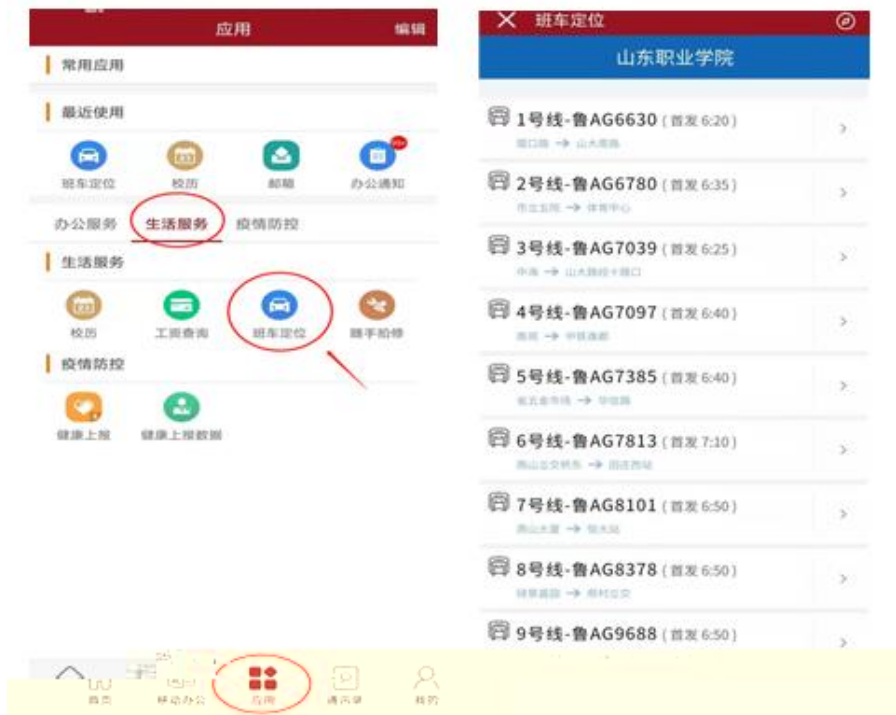 应用 编辑
常用应用
最近使用
班车定位 校历 邮箱 办公通知
办公服务 生活服务 疫情防控
生活服务
校历 工资查询 班车定位 随手拍修
疫情防控
健康上报 健康上报数据
首页 移动办公 应用 通讯录 我的
班车定位
山东职业学院
1号线-鲁AG6630 (首发 6:20)
2号线-鲁AG6780 (首发 6:35)
市立五院 → 体育中心
3号线-鲁AG7039 (首发 6:25)
4号线-鲁AG7097 (首发 6:40)
5号线-鲁AG7385 (首发 6:40)
6号线-鲁AG7813 (首发 7:10)
7号线-鲁AG8101 (首发 6:50)
8号线-鲁AG8378 (首发 6:50)
9号线-鲁AG9688 (首发 6:50)